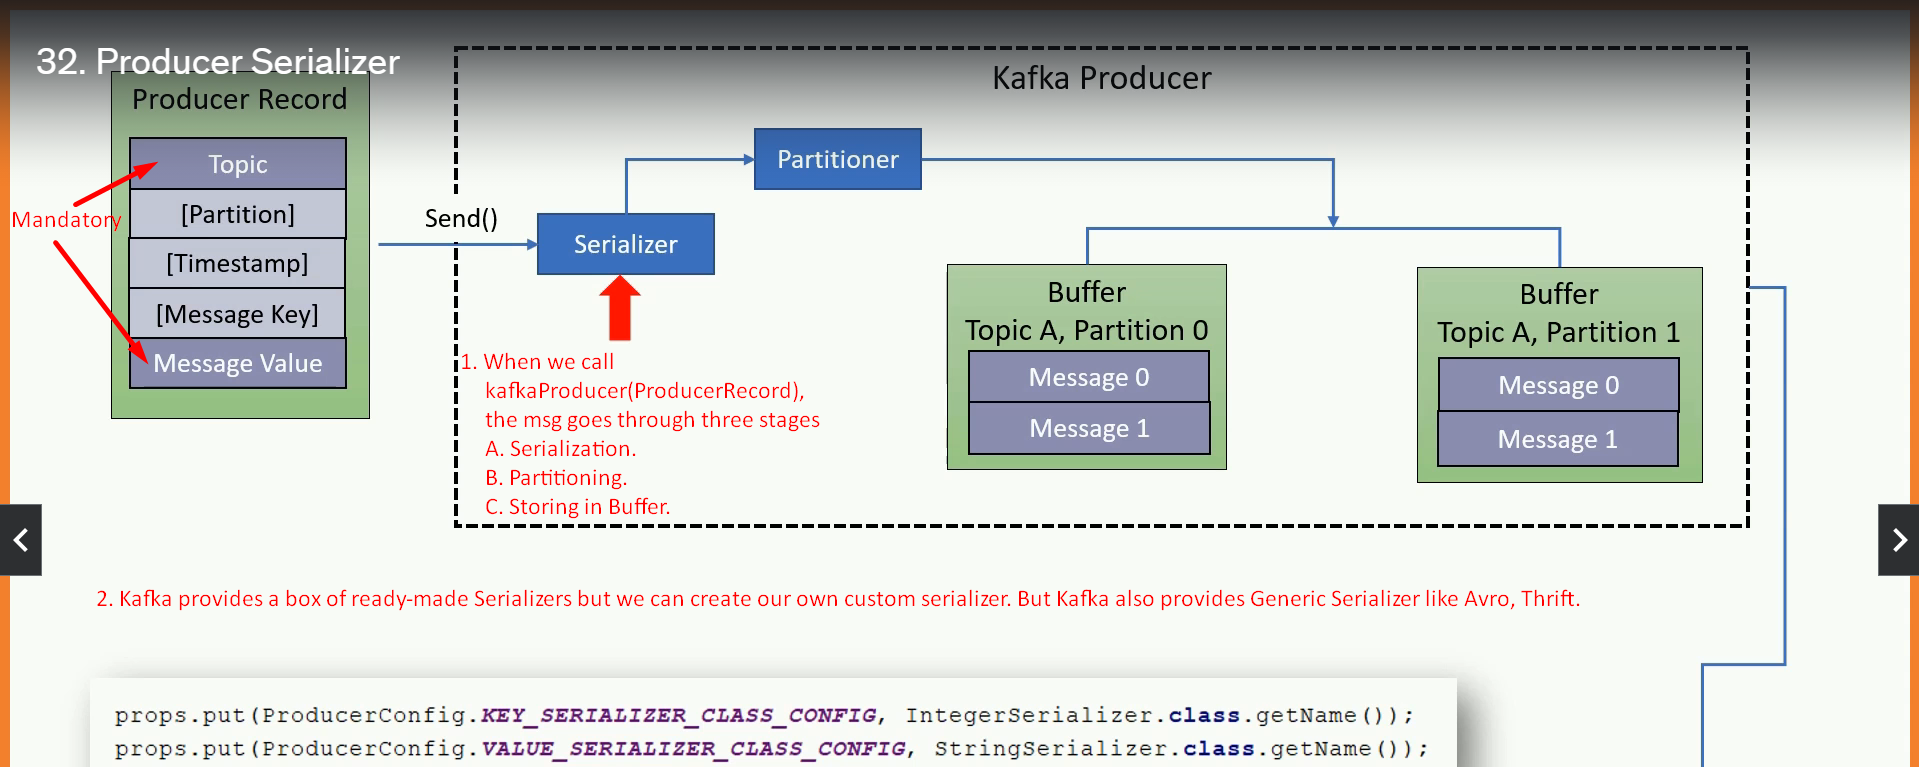 32. Producer Serializer
Producer Record
Topic
[Partition]
[Timestamp]
[Message Key]
Message Value
Mandatory
Send()
Kafka Producer
Serializer
Partitioner
Buffer
Topic A, Partition 0
Message 0
Message 1
Buffer
Topic A, Partition 1
Message 0
Message 1
1. When we call
kafkaProducer(ProducerRecord),
the msg goes through three stages
A. Serialization.
B. Partitioning.
C. Storing in Buffer.
2. Kafka provides a box of ready-made Serializers but we can create our own custom serializer. But Kafka also provides Generic Serializer like Avro, Thrift.
props.put(ProducerConfig.KEY_SERIALIZER_CLASS_CONFIG, IntegerSerializer.class.getName());
props.put(ProducerConfig.VALUE_SERIALIZER_CLASS_CONFIG, StringSerializer.class.getName());